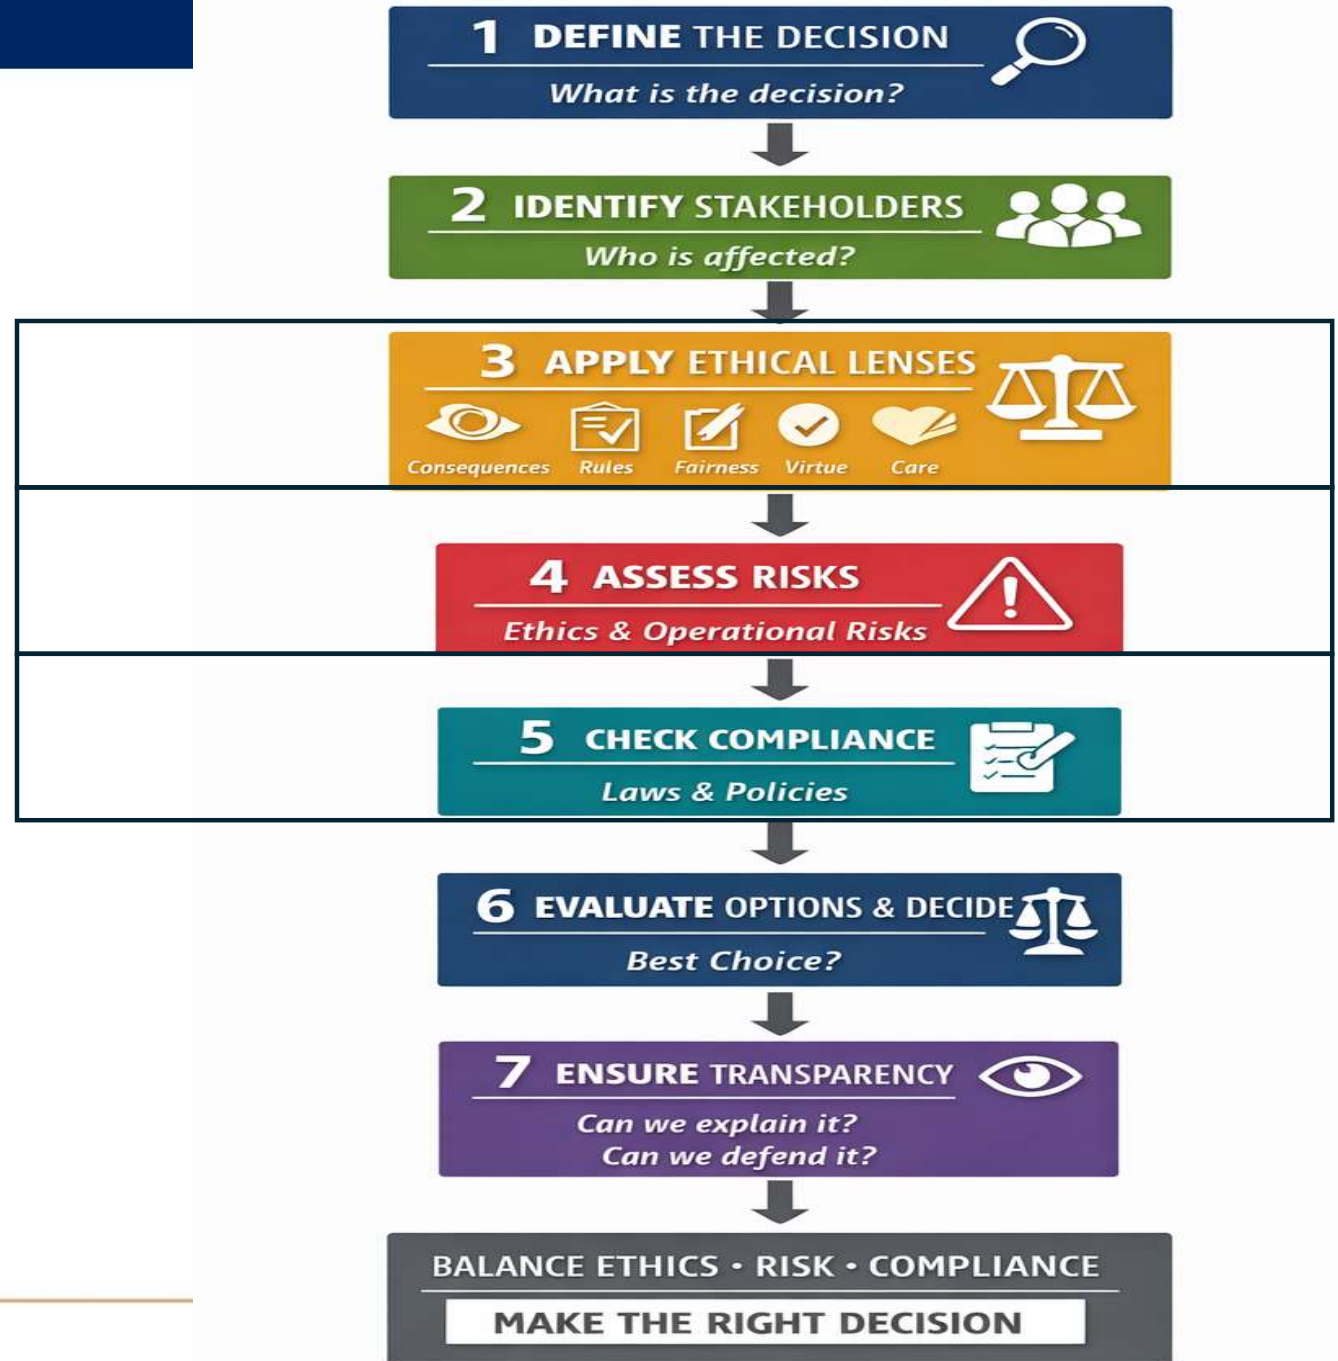 1 DEFINE THE DECISION
What is the decision?
2 IDENTIFY STAKEHOLDERS
Who is affected?
3 APPLY ETHICAL LENSES
Consequences Rules Fairness Virtue Care
4 ASSESS RISKS
Ethics & Operational Risks
5 CHECK COMPLIANCE
Laws & Policies
6 EVALUATE OPTIONS & DECIDE
Best Choice?
7 ENSURE TRANSPARENCY
Can we explain it?
Can we defend it?
BALANCE ETHICS • RISK • COMPLIANCE
MAKE THE RIGHT DECISION